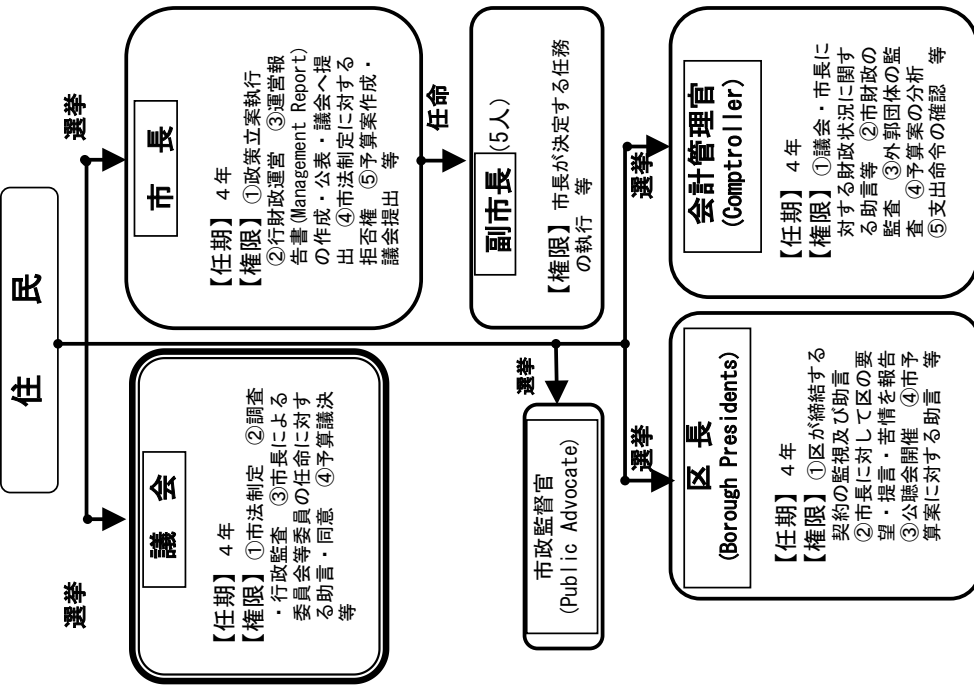 住　民
選挙
選挙
議　会
【任期】　4年
【権限】　①市法制定　②調査
・行政監査　③市長による
委員会等委員の任命に対す
る助言・同意　④予算議決
等
市　長
【任期】　4年
【権限】　①政策立案執行
②行財政運営　③運営報
告書(Management Report)
の作成・公表・議会へ提
出　④市法制定に対する
拒否権　⑤予算案作成・
議会提出　等
任命
副市長(5人)
【権限】　市長が決定する任務
の執行　等
選挙
市政監督官
(Public Advocate)
選挙
区　長
(Borough Presidents)
【任期】　4年
【権限】　①区が締結する
契約の監視及び助言
②市長に対して区の要
望・提言・苦情を報告
③公聴会開催　④市予
算案に対する助言　等
選挙
会計管理官
(Comptroller)
【任期】　4年
【権限】　①議会・市長に
対する財政状況に関す
る助言等　②市財政の
監査　③外郭団体の監
査　④予算案の分析
⑤支出命令の確認　等